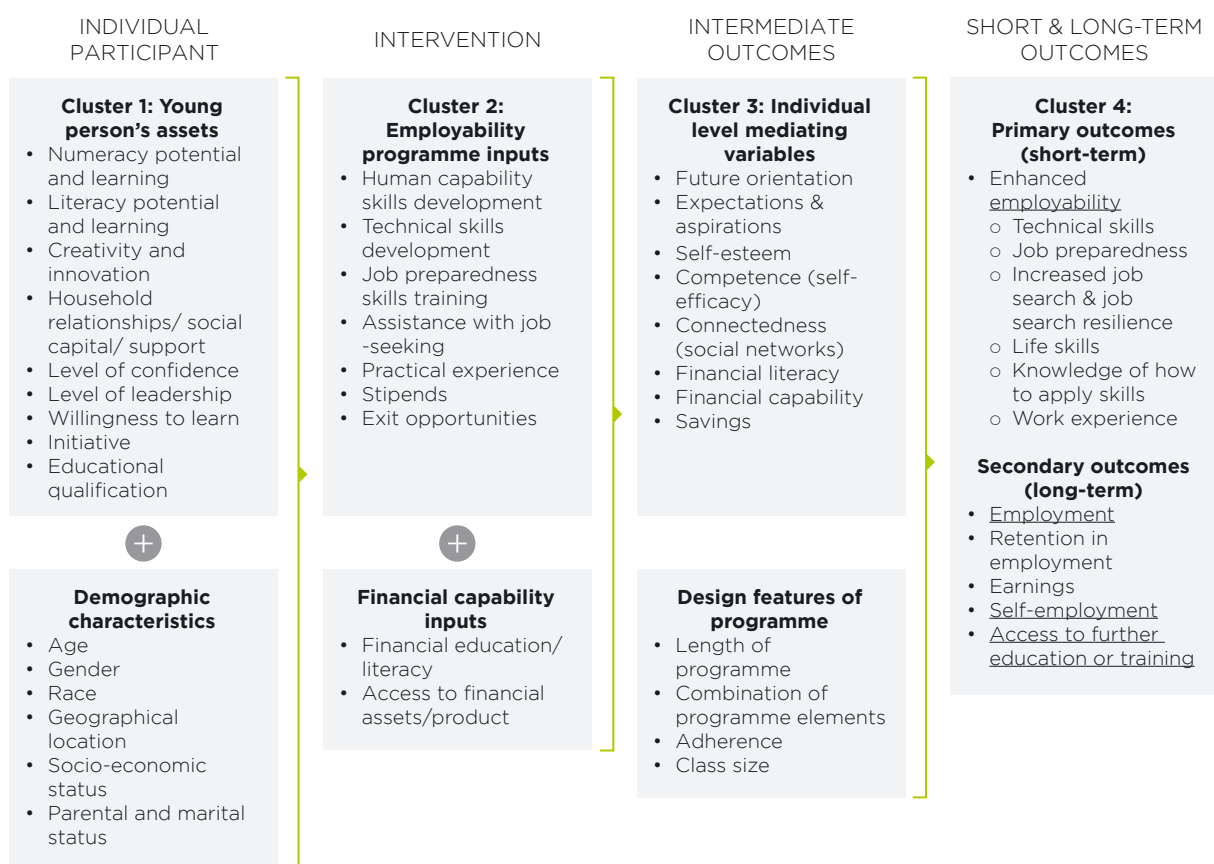 INDIVIDUAL
PARTICIPANT
Cluster 1: Young
person's assets
• Numeracy potential
and learning
• Literacy potential
and learning
• Creativity and
innovation
• Household
relationships/ social
capital/ support
• Level of confidence
• Level of leadership
• Willingness to learn
• Initiative
• Educational
qualification
+
Demographic
characteristics
• Age
• Gender
• Race
• Geographical
location
• Socio-economic
status
• Parental and marital
status
INTERVENTION
Cluster 2:
Employability
programme inputs
• Human capability
skills development
• Technical skills
development
• Job preparedness
skills training
• Assistance with job
-seeking
• Practical experience
• Stipends
• Exit opportunities
+
Financial capability
inputs
• Financial education/
literacy
• Access to financial
assets/product
INTERMEDIATE
OUTCOMES
Cluster 3: Individual
level mediating
variables
• Future orientation
• Expectations &
aspirations
• Self-esteem
• Competence (self-
efficacy)
• Connectedness
(social networks)
• Financial literacy
• Financial capability
• Savings
Design features of
programme
• Length of
programme
• Combination of
programme elements
• Adherence
• Class size
SHORT & LONG-TERM
OUTCOMES
Cluster 4:
Primary outcomes
(short-term)
• Enhanced
employability
○ Technical skills
○ Job preparedness
○ Increased job
search & job
search resilience
○ Life skills
○ Knowledge of how
to apply skills
○ Work experience
Secondary outcomes
(long-term)
• Employment
• Retention in
employment
• Earnings
• Self-employment
• Access to further
education or training